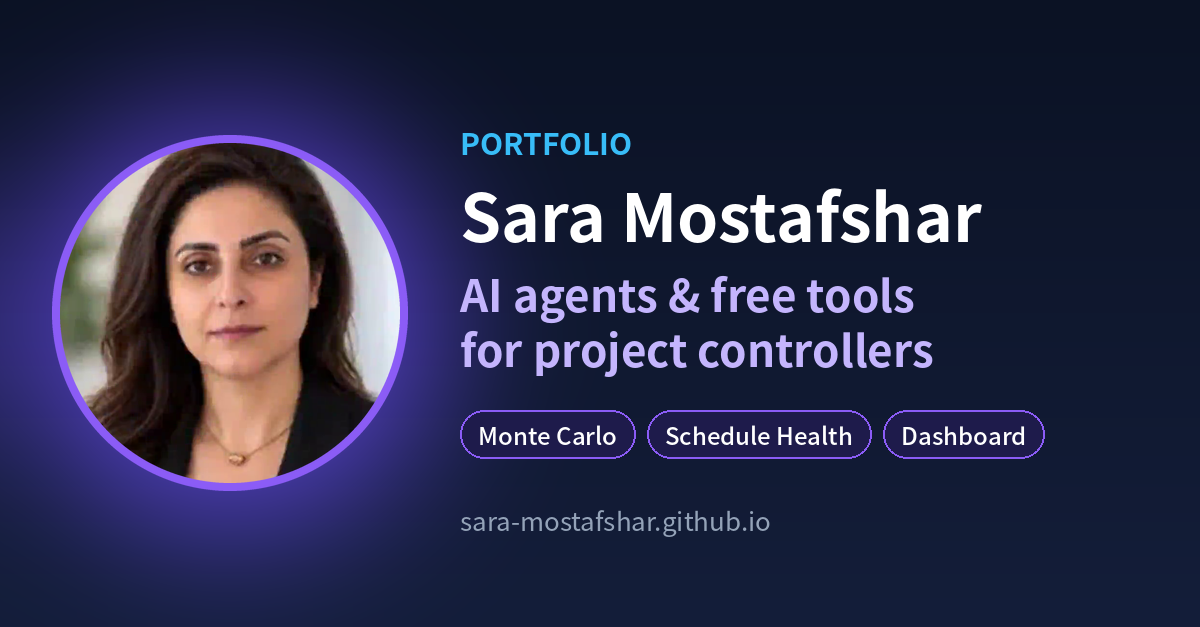 PORTFOLIO
Sara Mostafshar
AI agents & free tools
for project controllers
Monte Carlo Schedule Health Dashboard
sara-mostafshar.github.io